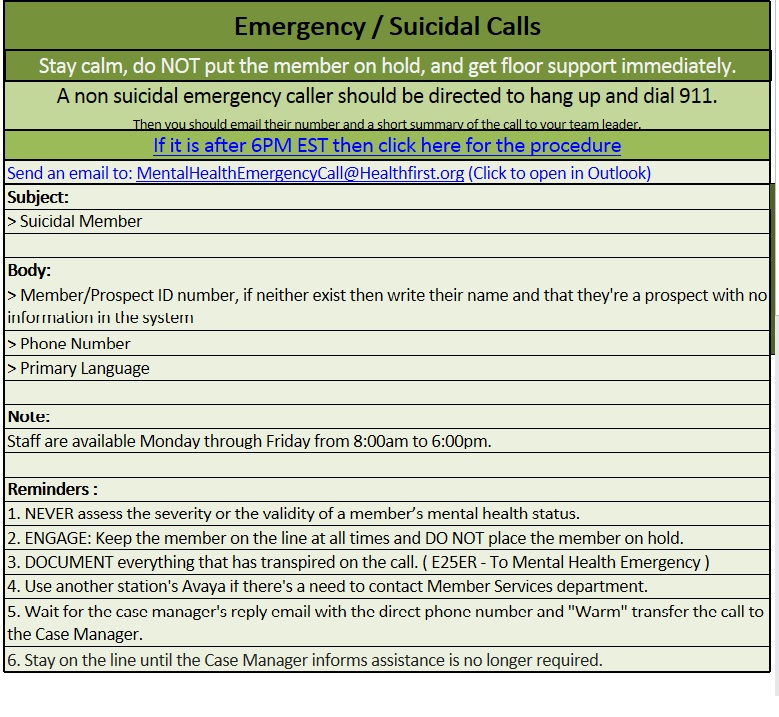 Emergency / Suicidal Calls
Stay calm, do NOT put the member on hold, and get floor support immediately.
A non suicidal emergency caller should be directed to hang up and dial 911.
Then you should email their number and a short summary of the call to your team leader.
If it is after 6PM EST then click here for the procedure
Send an email to: MentalHealthEmergencyCall@Healthfirst.org (Click to open in Outlook)
Subject:
> Suicidal Member
Body:
> Member/Prospect ID number, if neither exist then write their name and that they're a prospect with no
information in the system
> Phone Number
> Primary Language
Note:
Staff are available Monday through Friday from 8:00am to 6:00pm.
Reminders :
1. NEVER assess the severity or the validity of a member’s mental health status.
2. ENGAGE: Keep the member on the line at all times and DO NOT place the member on hold.
3. DOCUMENT everything that has transpired on the call. ( E25ER - To Mental Health Emergency )
4. Use another station's Avaya if there's a need to contact Member Services department.
5. Wait for the case manager's reply email with the direct phone number and "Warm" transfer the call to
the Case Manager.
6. Stay on the line until the Case Manager informs assistance is no longer required.